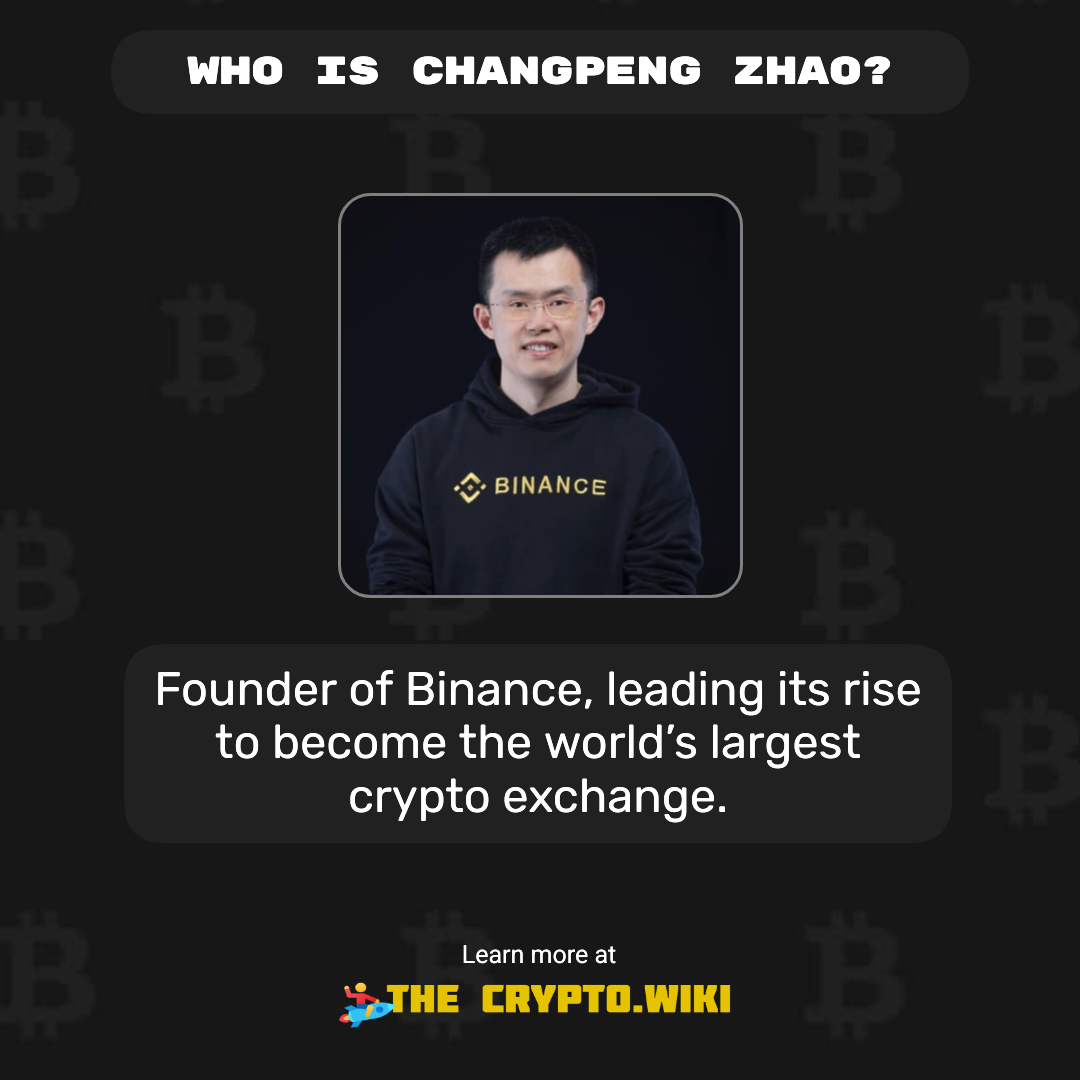 WHO IS CHANGPENG ZHAO?
BINANCE
Founder of Binance, leading its rise
to become the world’s largest
crypto exchange.
Learn more at
THE CRYPTO.WIKI